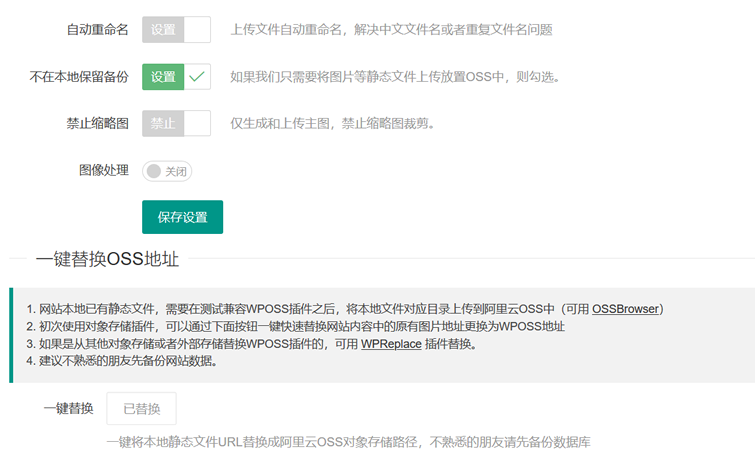 自动重命名 设置 上传文件自动重命名，解决中文文件名或者重复文件名问题
不在本地保留备份 设置 如果我们只需要将图片等静态文件上传放置OSS中，则勾选。
禁止缩略图 禁止 仅生成和上传主图，禁止缩略图裁剪。
图像处理 关闭
保存设置
一键替换OSS地址
1. 网站本地已有静态文件，需要在测试兼容WPOSS插件之后，将本地文件对应目录上传到阿里云OSS中（可用 OSSBrowser）
2. 初次使用对象存储插件，可以通过下面按钮一键快速替换网站内容中的原有图片地址更换为WPOSS地址
3. 如果是从其他对象存储或者外部存储替换WPOSS插件的，可用 WPReplace 插件替换。
4. 建议不熟悉的朋友先备份网站数据。
一键替换 已替换
一键将本地静态文件URL替换成阿里云OSS对象存储路径，不熟悉的朋友请先备份数据库